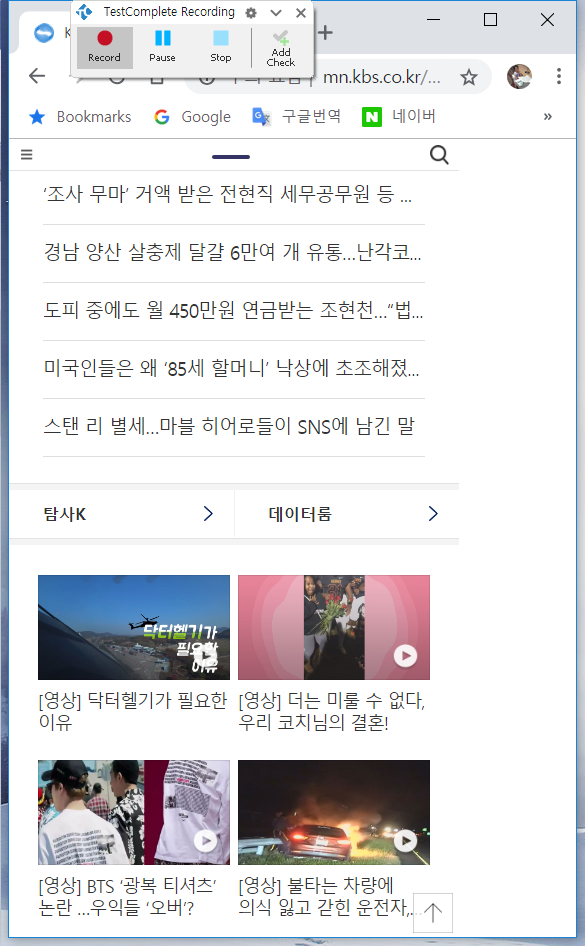 TestComplete Recording
Record
Pause
Stop
Add
Check
mn.kbs.co.kr/...
Bookmarks
Google
구글번역
네이버
»
‘조사 무마’ 거액 받은 전현직 세무공무원 등 ...
경남 양산 살충제 달걀 6만여 개 유통…난각코...
도피 중에도 월 450만원 연금받는 조현천…“법...
미국인들은 왜 ‘85세 할머니’ 낙상에 초조해졌...
스탠 리 별세…마블 히어로들이 SNS에 남긴 말
탐사K
데이터룸
닥터헬기가
필요한
이유
[영상] 닥터헬기가 필요한
이유
[영상] 더는 미룰 수 없다,
우리 코치님의 결혼!
[영상] BTS ‘광복 티셔츠’
논란 …우익들 ‘오버’?
[영상] 불타는 차량에
의식 잃고 갇힌 운전자,...